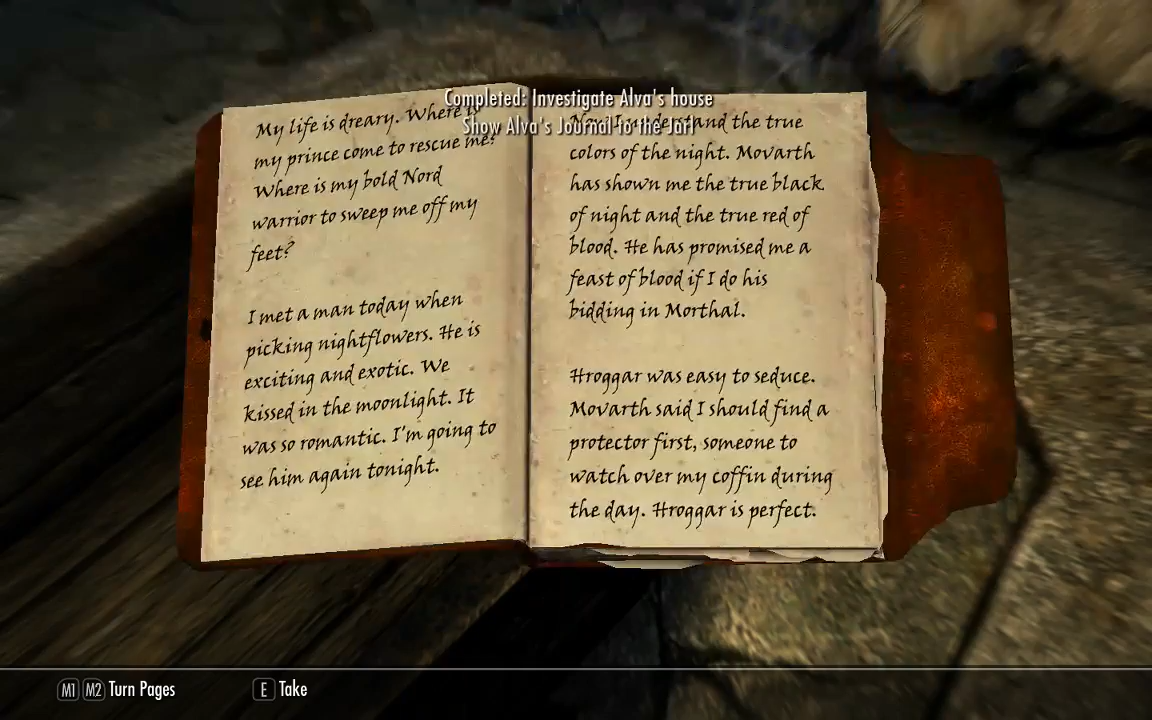 Completed: Investigate Alva's house
Show Alva's Journal to the Jarl
My life is dreary. Where is
my prince come to rescue me?
Where is my bold Nord
warrior to sweep me off my
feet?
I met a man today when
picking nightflowers. He is
exciting and exotic. We
kissed in the moonlight. It
was so romantic. I'm going to
see him again tonight.
Now I understand the true
colors of the night. Movarth
has shown me the true black
of night and the true red of
blood. He has promised me a
feast of blood if I do his
bidding in Morthal.
Hroggar was easy to seduce.
Movarth said I should find a
protector first, someone to
watch over my coffin during
the day. Hroggar is perfect.
M1 M2 Turn Pages
E Take